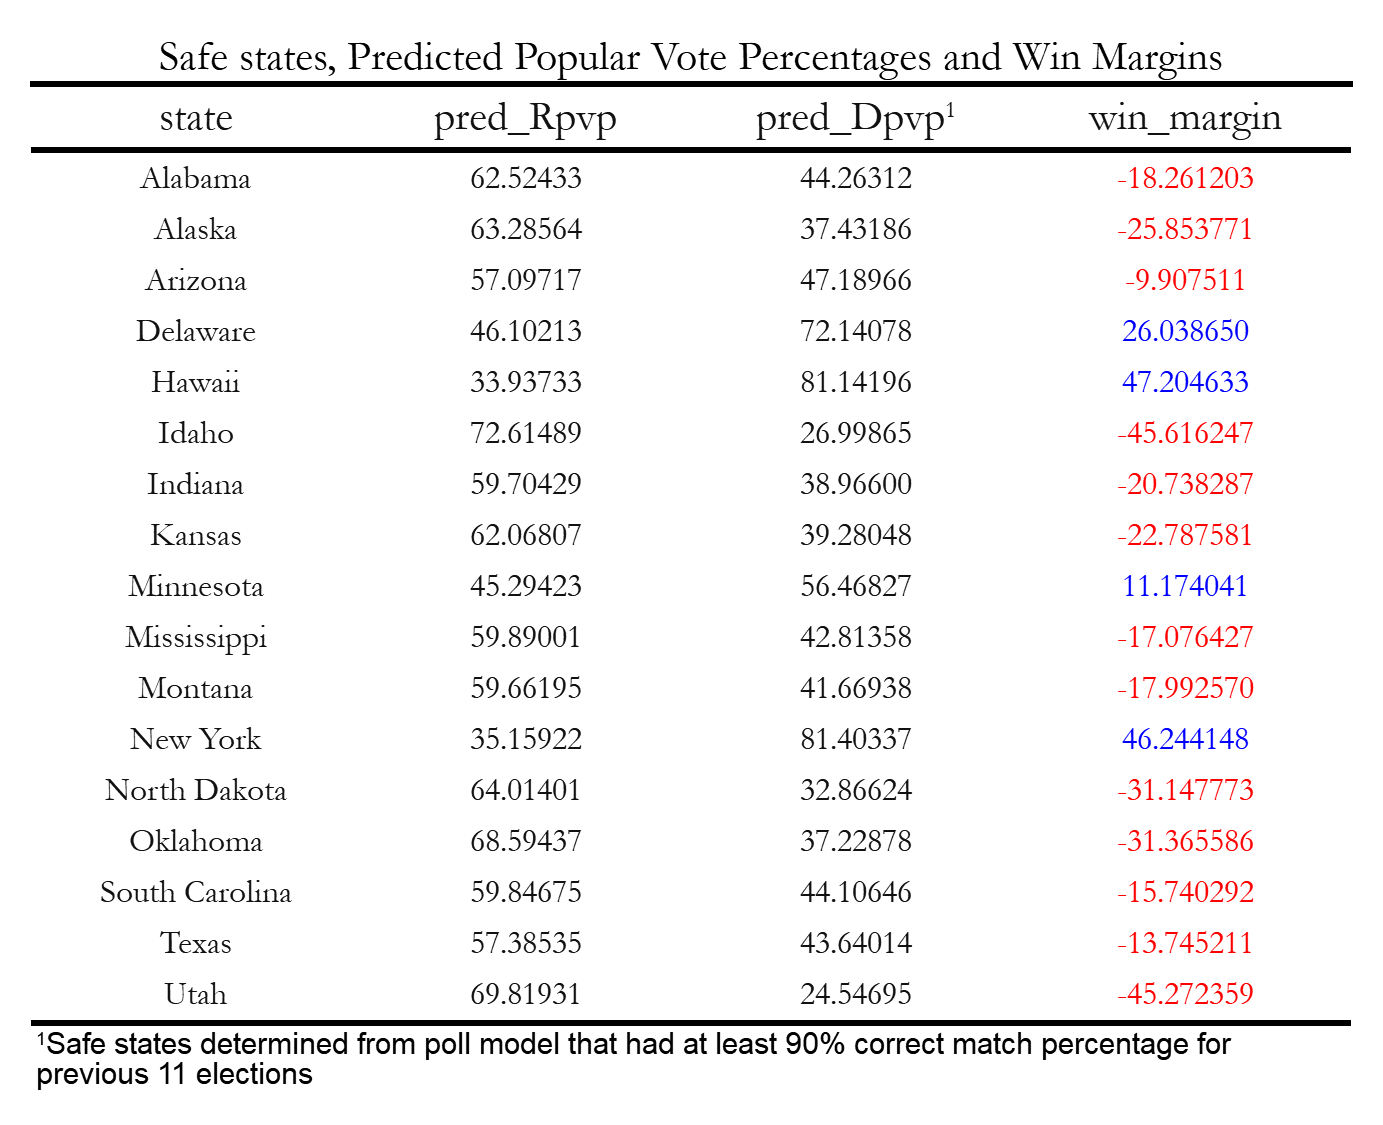 Safe states, Predicted Popular Vote Percentages and Win Margins
state pred_Rpvp pred_Dpvp¹ win_margin
Alabama 62.52433 44.26312 -18.261203
Alaska 63.28564 37.43186 -25.853771
Arizona 57.09717 47.18966 -9.907511
Delaware 46.10213 72.14078 26.038650
Hawaii 33.93733 81.14196 47.204633
Idaho 72.61489 26.99865 -45.616247
Indiana 59.70429 38.96600 -20.738287
Kansas 62.06807 39.28048 -22.787581
Minnesota 45.29423 56.46827 11.174041
Mississippi 59.89001 42.81358 -17.076427
Montana 59.66195 41.66938 -17.992570
New York 35.15922 81.40337 46.244148
North Dakota 64.01401 32.86624 -31.147773
Oklahoma 68.59437 37.22878 -31.365586
South Carolina 59.84675 44.10646 -15.740292
Texas 57.38535 43.64014 -13.745211
Utah 69.81931 24.54695 -45.272359
¹Safe states determined from poll model that had at least 90% correct match percentage for
previous 11 elections